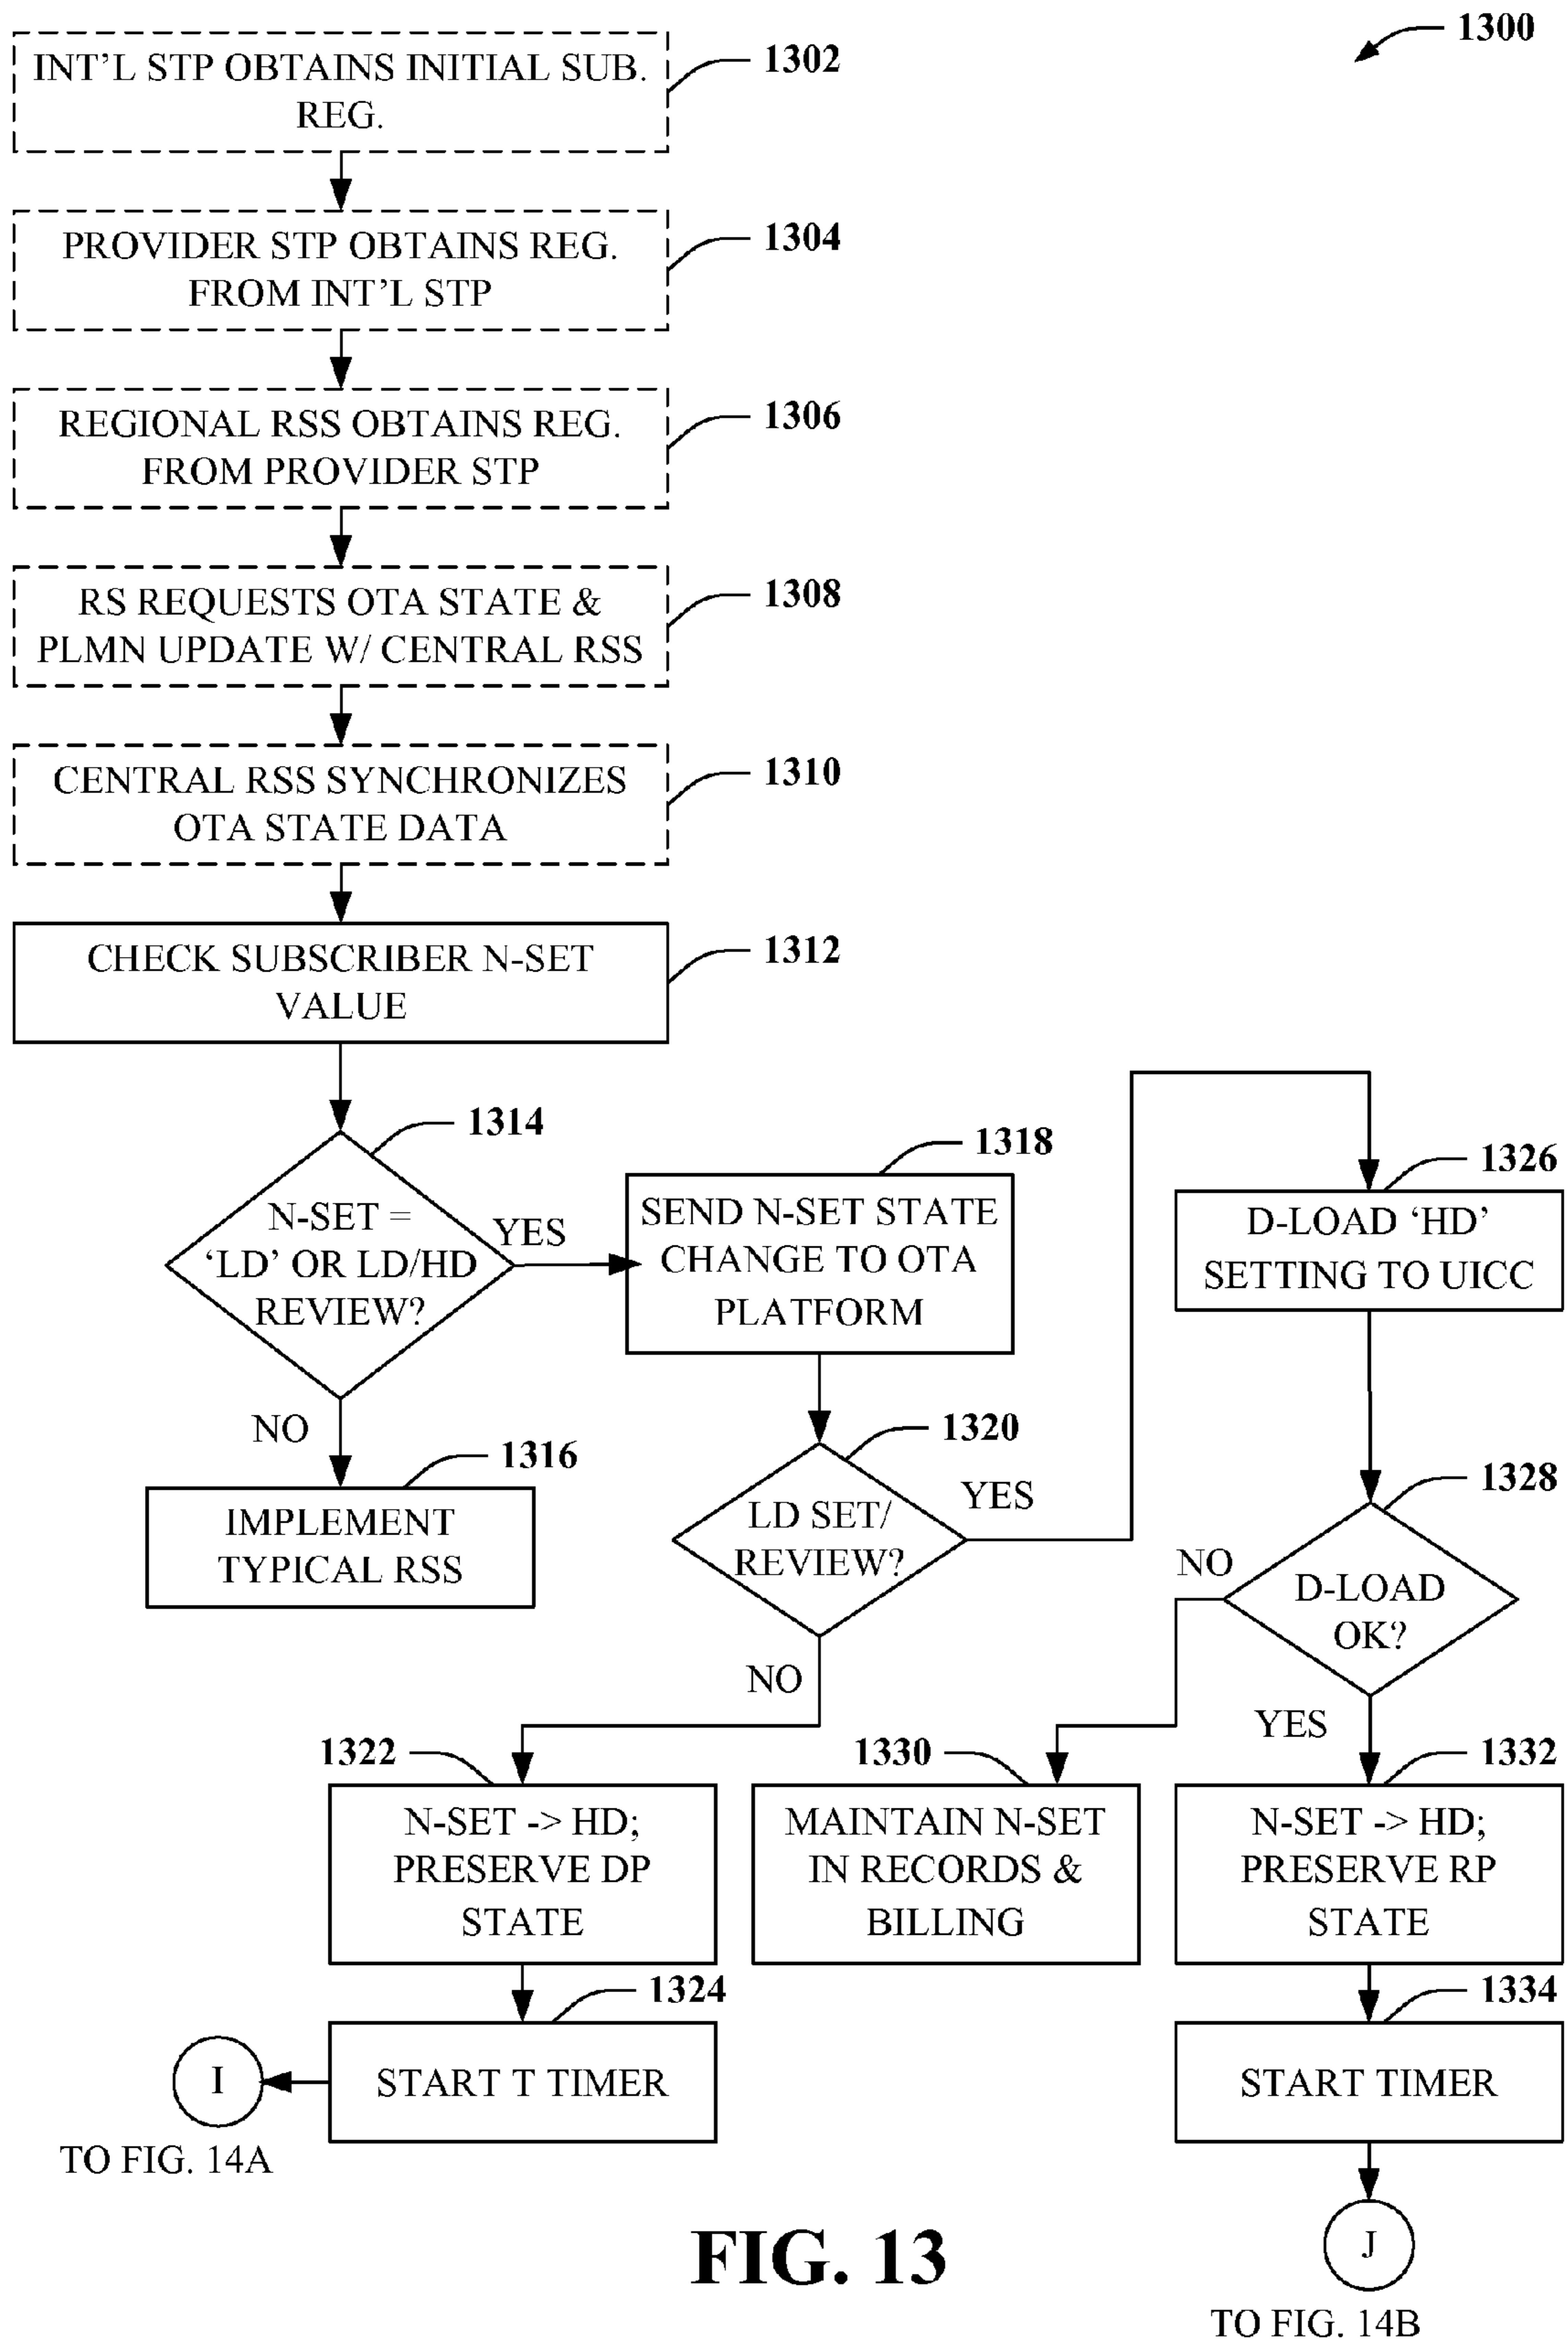 1300
INT'L STP OBTAINS INITIAL SUB.
REG.
1302
PROVIDER STP OBTAINS REG.
FROM INT'L STP
1304
REGIONAL RSS OBTAINS REG.
FROM PROVIDER STP
1306
RS REQUESTS OTA STATE &
PLMN UPDATE W/ CENTRAL RSS
1308
CENTRAL RSS SYNCHRONIZES
OTA STATE DATA
1310
CHECK SUBSCRIBER N-SET
VALUE
1312
1314
N-SET =
‘LD’ OR LD/HD
REVIEW?
YES
NO
1316
IMPLEMENT
TYPICAL RSS
1318
SEND N-SET STATE
CHANGE TO OTA
PLATFORM
1320
LD SET/
REVIEW?
YES
NO
1322
N-SET -> HD;
PRESERVE DP
STATE
1324
START T TIMER
I
TO FIG. 14A
1326
D-LOAD ‘HD’
SETTING TO UICC
1328
D-LOAD
OK?
NO
YES
1330
MAINTAIN N-SET
IN RECORDS &
BILLING
1332
N-SET -> HD;
PRESERVE RP
STATE
1334
START TIMER
J
TO FIG. 14B
FIG. 13